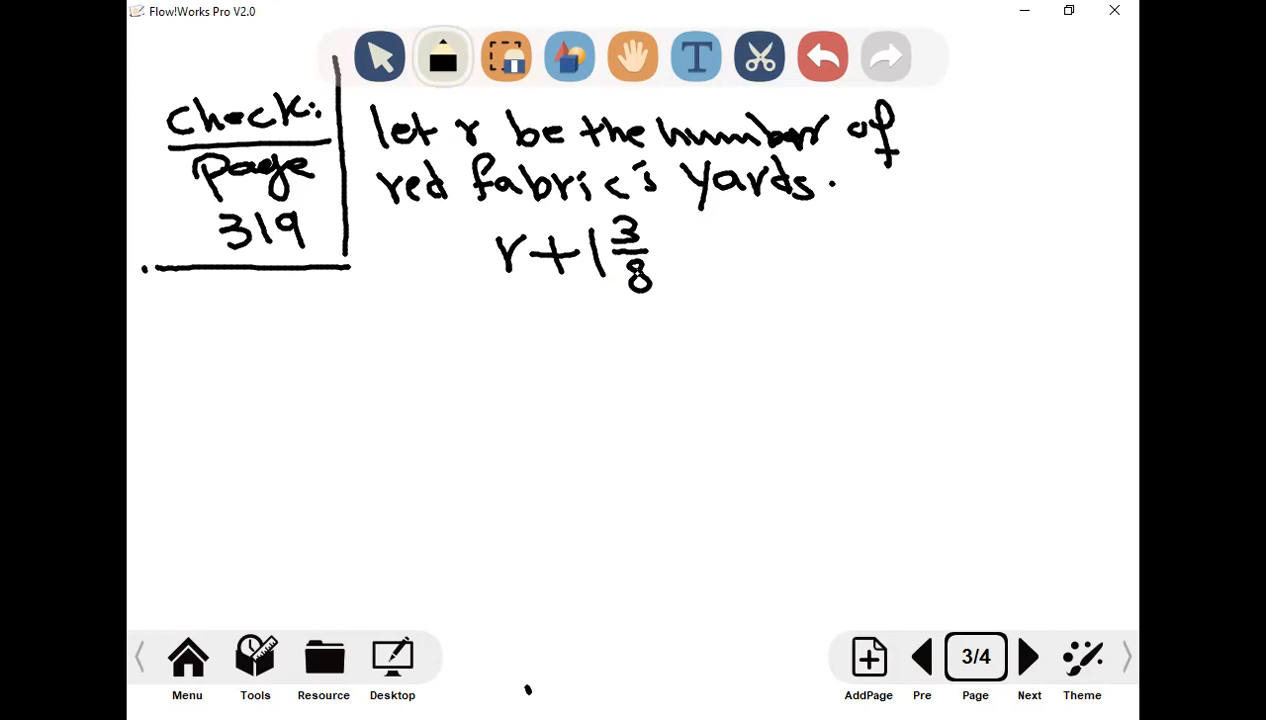 Flow!Works Pro V2.0
check:
page
319
let r be the number of
red fabric's yards.
r+1 3/8
Menu Tools Resource Desktop
AddPage Pre 3/4 Page Next Theme